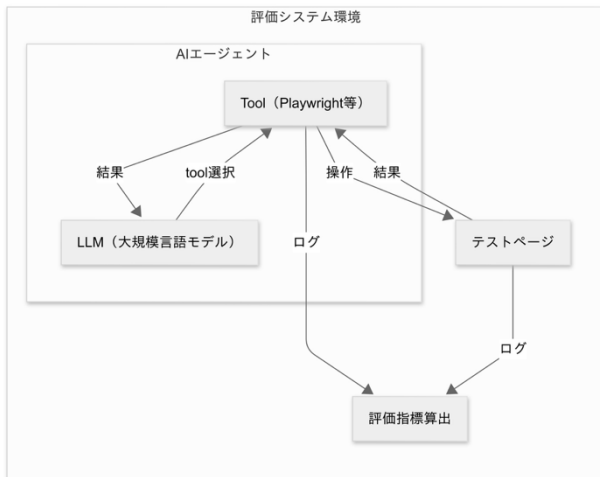 評価システム環境
AIエージェント
Tool（Playwright等）
結果
tool選択
操作
結果
LLM（大規模言語モデル）
ログ
テストページ
ログ
評価指標算出